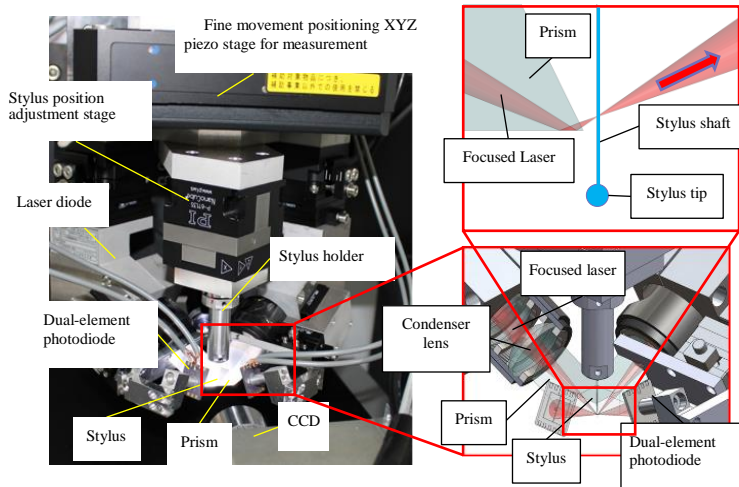 Fine movement positioning XYZ
piezo stage for measurement
Stylus position
adjustment stage
Laser diode
PI
NanoCube
Stylus holder
Dual-element
photodiode
Stylus
Prism
CCD
Prism
Focused Laser
Stylus shaft
Stylus tip
Focused laser
Condenser
lens
Prism
Stylus
Dual-element
photodiode